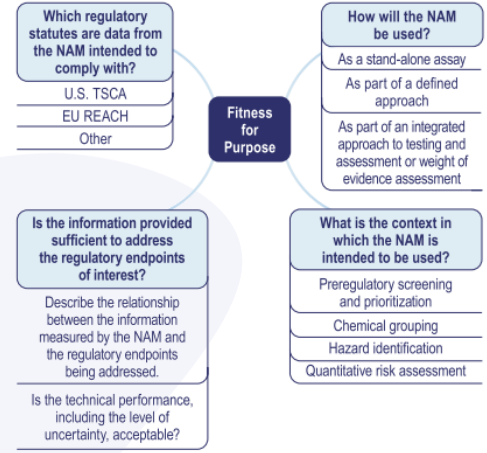 Which regulatory
statutes are data from
the NAM intended to
comply with?
U.S. TSCA
EU REACH
Other
How will the NAM
be used?
As a stand-alone assay
As part of a defined
approach
As part of an integrated
approach to testing and
assessment or weight of
evidence assessment
Fitness
for
Purpose
Is the information provided
sufficient to address
the regulatory endpoints
of interest?
Describe the relationship
between the information
measured by the NAM and
the regulatory endpoints
being addressed.
Is the technical performance,
including the level of
uncertainty, acceptable?
What is the context in
which the NAM is
intended to be used?
Preregulatory screening
and prioritization
Chemical grouping
Hazard identification
Quantitative risk assessment